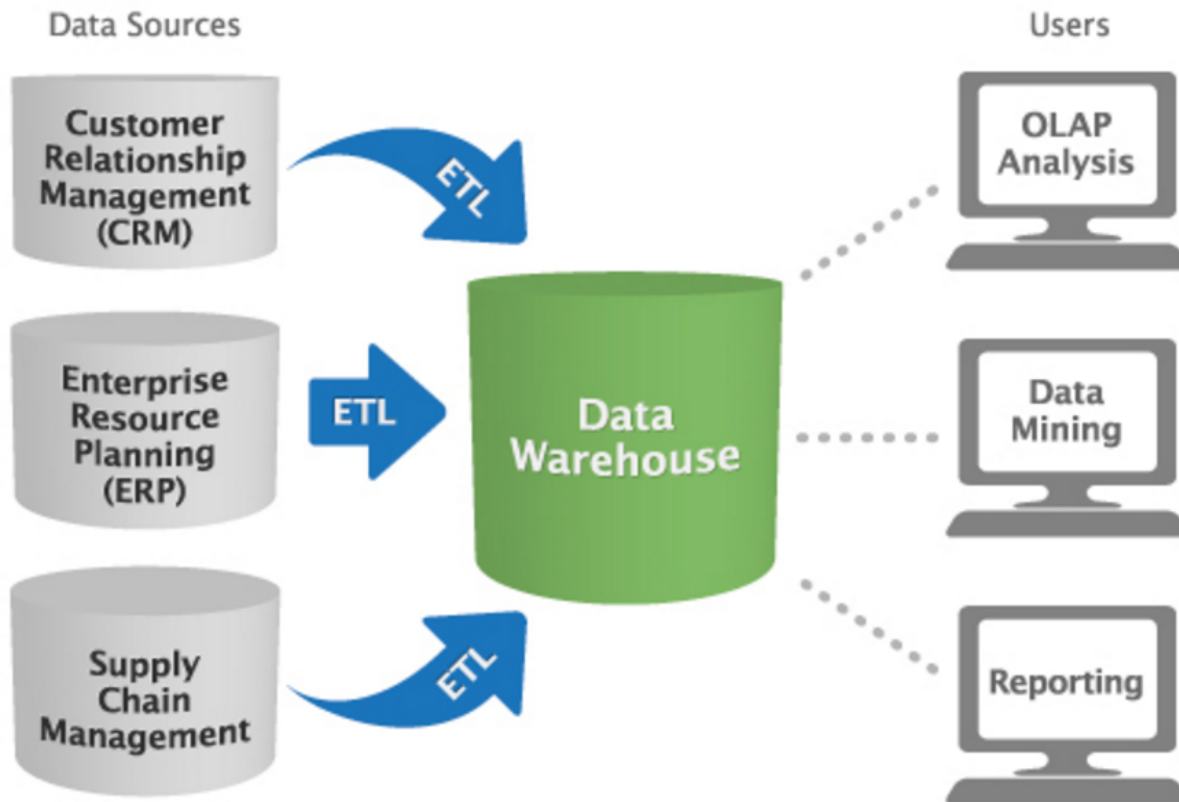 Data Sources
Users
Customer
Relationship
Management
(CRM)
ETL
OLAP
Analysis
Enterprise
Resource
Planning
(ERP)
ETL
Data
Warehouse
Data
Mining
Supply
Chain
Management
ETL
Reporting